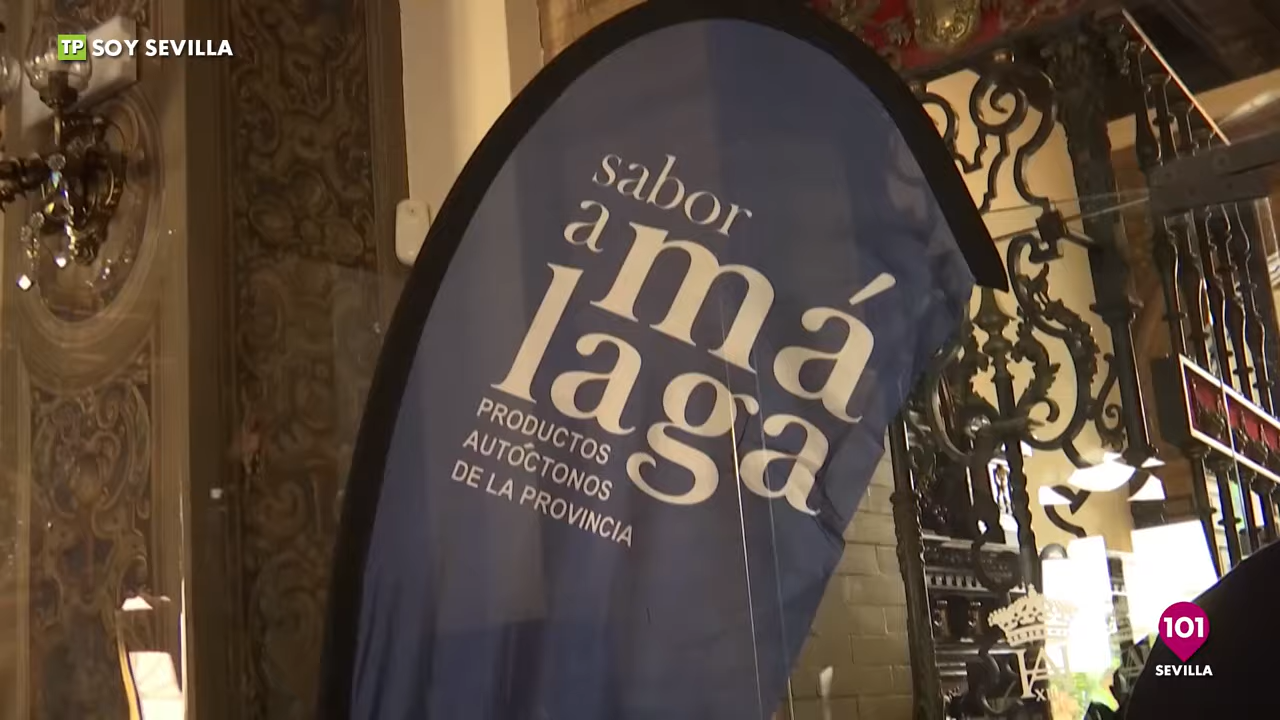 TP SOY SEVILLA
sabor
a má
laga
PRODUCTOS
AUTÓCTONOS
DE LA PROVINCIA
101
SEVILLA